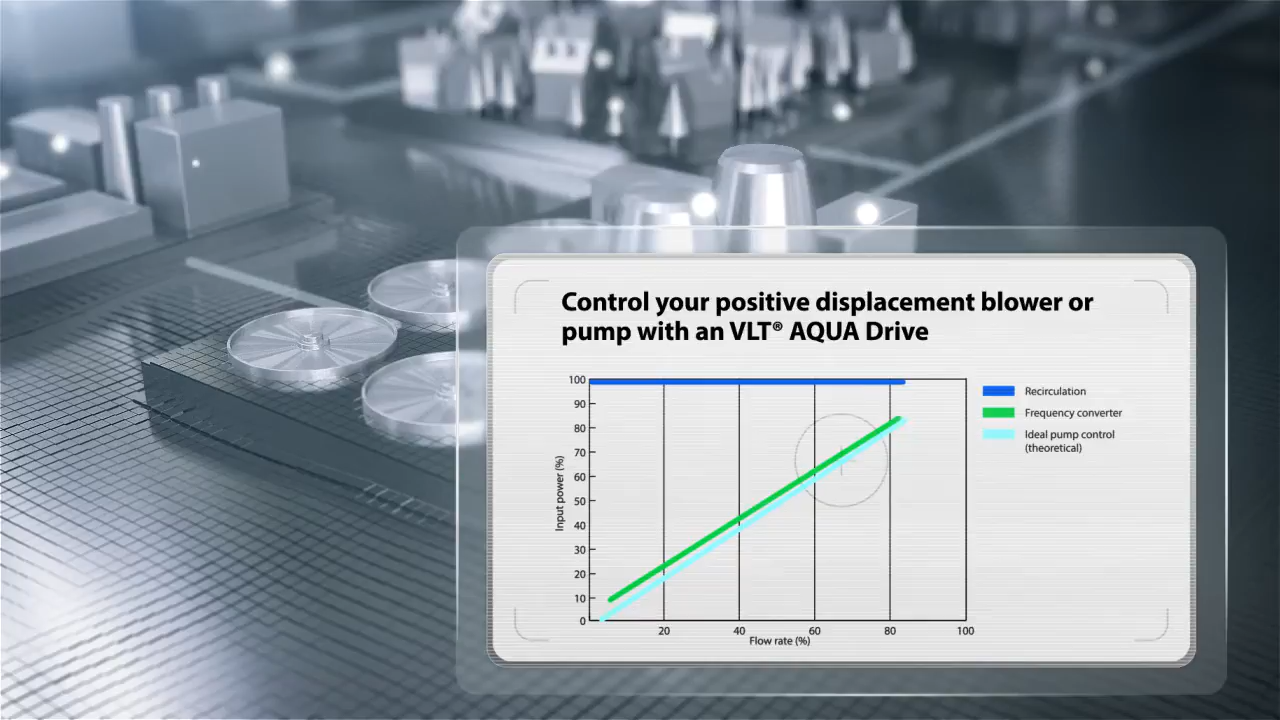 Control your positive displacement blower or
pump with an VLT® AQUA Drive
100
90
80
70
60
50
40
30
20
10
0
Input power (%)
20 40 60 80 100
Flow rate (%)
Recirculation
Frequency converter
Ideal pump control
(theoretical)